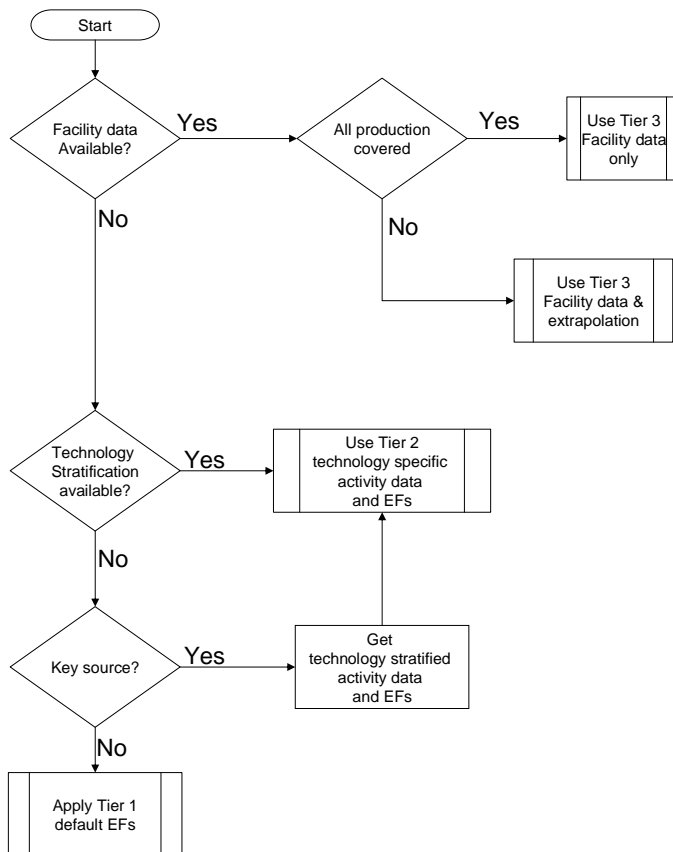 Start
Facility data
Available?
Yes
All production
covered
Yes
Use Tier 3
Facility data
only
No
No
Use Tier 3
Facility data &
extrapolation
Technology
Stratification
available?
Yes
Use Tier 2
technology specific
activity data
and EFs
No
Key source?
Yes
Get
technology stratified
activity data
and EFs
No
Apply Tier 1
default EFs